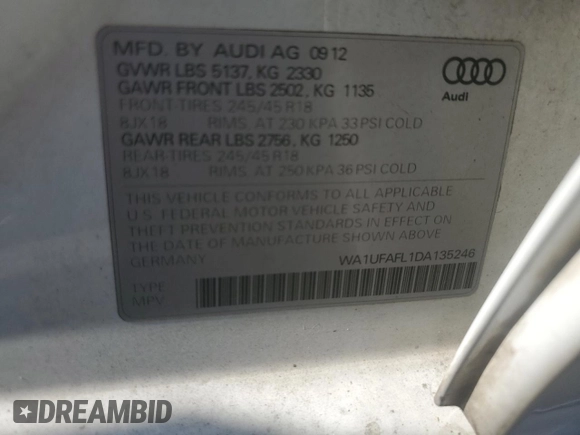 MFD. BY AUDI AG 09 12
GVWR LBS 5137, KG 2330
GAWR FRONT LBS 2502, KG 1135
FRONT-TIRES 245/45 R18
8JX18 RIMS, AT 230 KPA 33 PSI COLD
GAWR REAR LBS 2756, KG 1250
REAR-TIRES 245/45 R18
8JX18 RIMS, AT 250 KPA 36 PSI COLD
Audi
THIS VEHICLE CONFORMS TO ALL APPLICABLE
U.S. FEDERAL MOTOR VEHICLE SAFETY AND
THEFT PREVENTION STANDARDS IN EFFECT ON
THE DATE OF MANUFACTURE SHOWN ABOVE.
GERMANY WA1UFAFL1DA135246
TYPE
MPV
DREAMBID